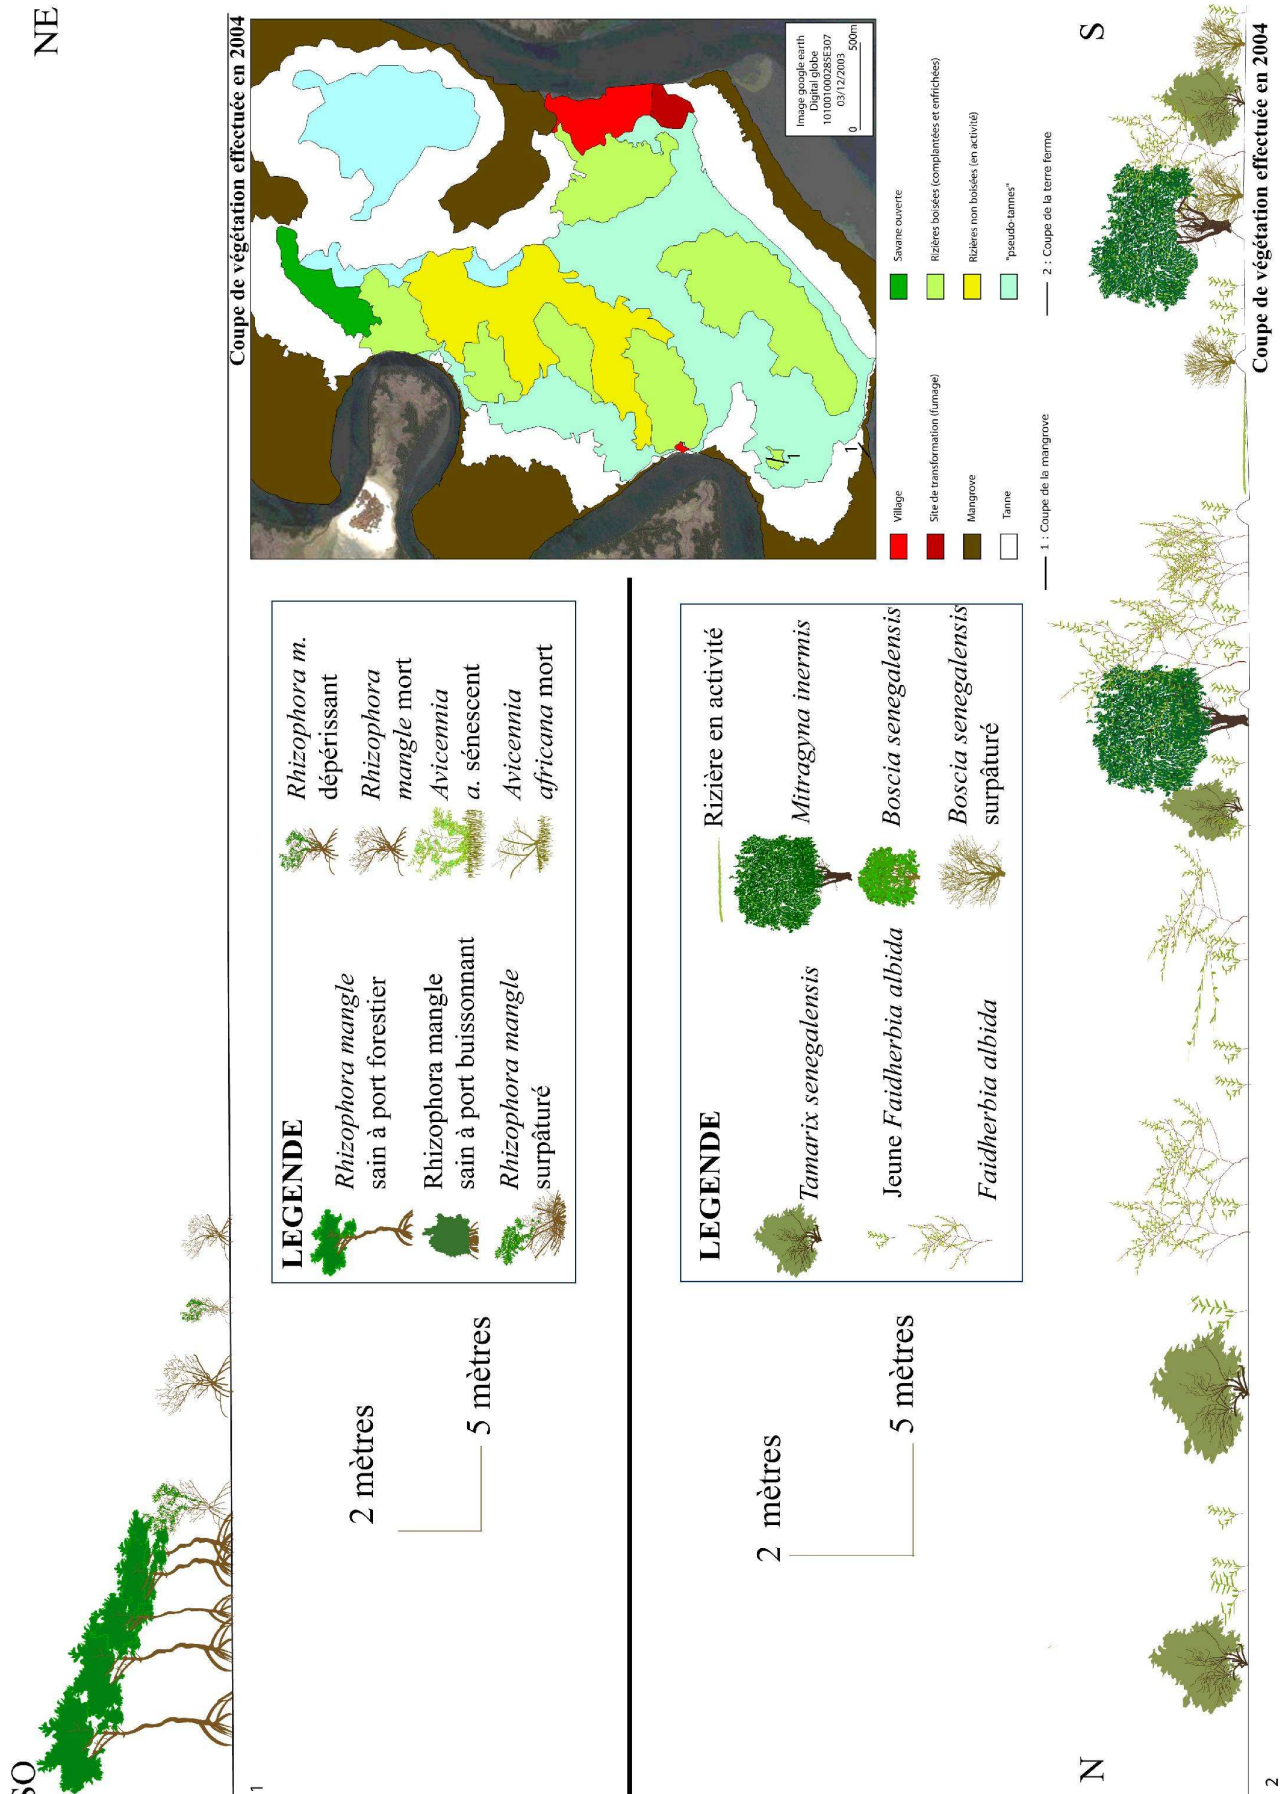 SO
NE
1
Coupe de végétation effectuée en 2004
LEGENDE
Rhizophora mangle
sain à port forestier
Rhizophora mangle
sain à port buissonnant
Rhizophora mangle
surpâturé
Rhizophora m.
dépérissant
Rhizophora
mangle mort
Avicennia
a. sénescent
Avicennia
africana mort
2 mètres
5 mètres
Image google earth
Digital globe
101001000285E307
03/12/2003
0 500m
1
1
Village
Site de transformation (fumage)
Mangrove
Tanne
Savane ouverte
Rizières boisées (complantées et enfrichées)
Rizières non boisées (en activité)
"pseudo-tannes"
1 : Coupe de la mangrove
2 : Coupe de la terre ferme
LEGENDE
Tamarix senegalensis
Jeune Faidherbia albida
Faidherbia albida
Rizière en activité
Mitragyna inermis
Boscia senegalensis
Boscia senegalensis
surpâturé
2 mètres
5 mètres
N
S
2
Coupe de végétation effectuée en 2004